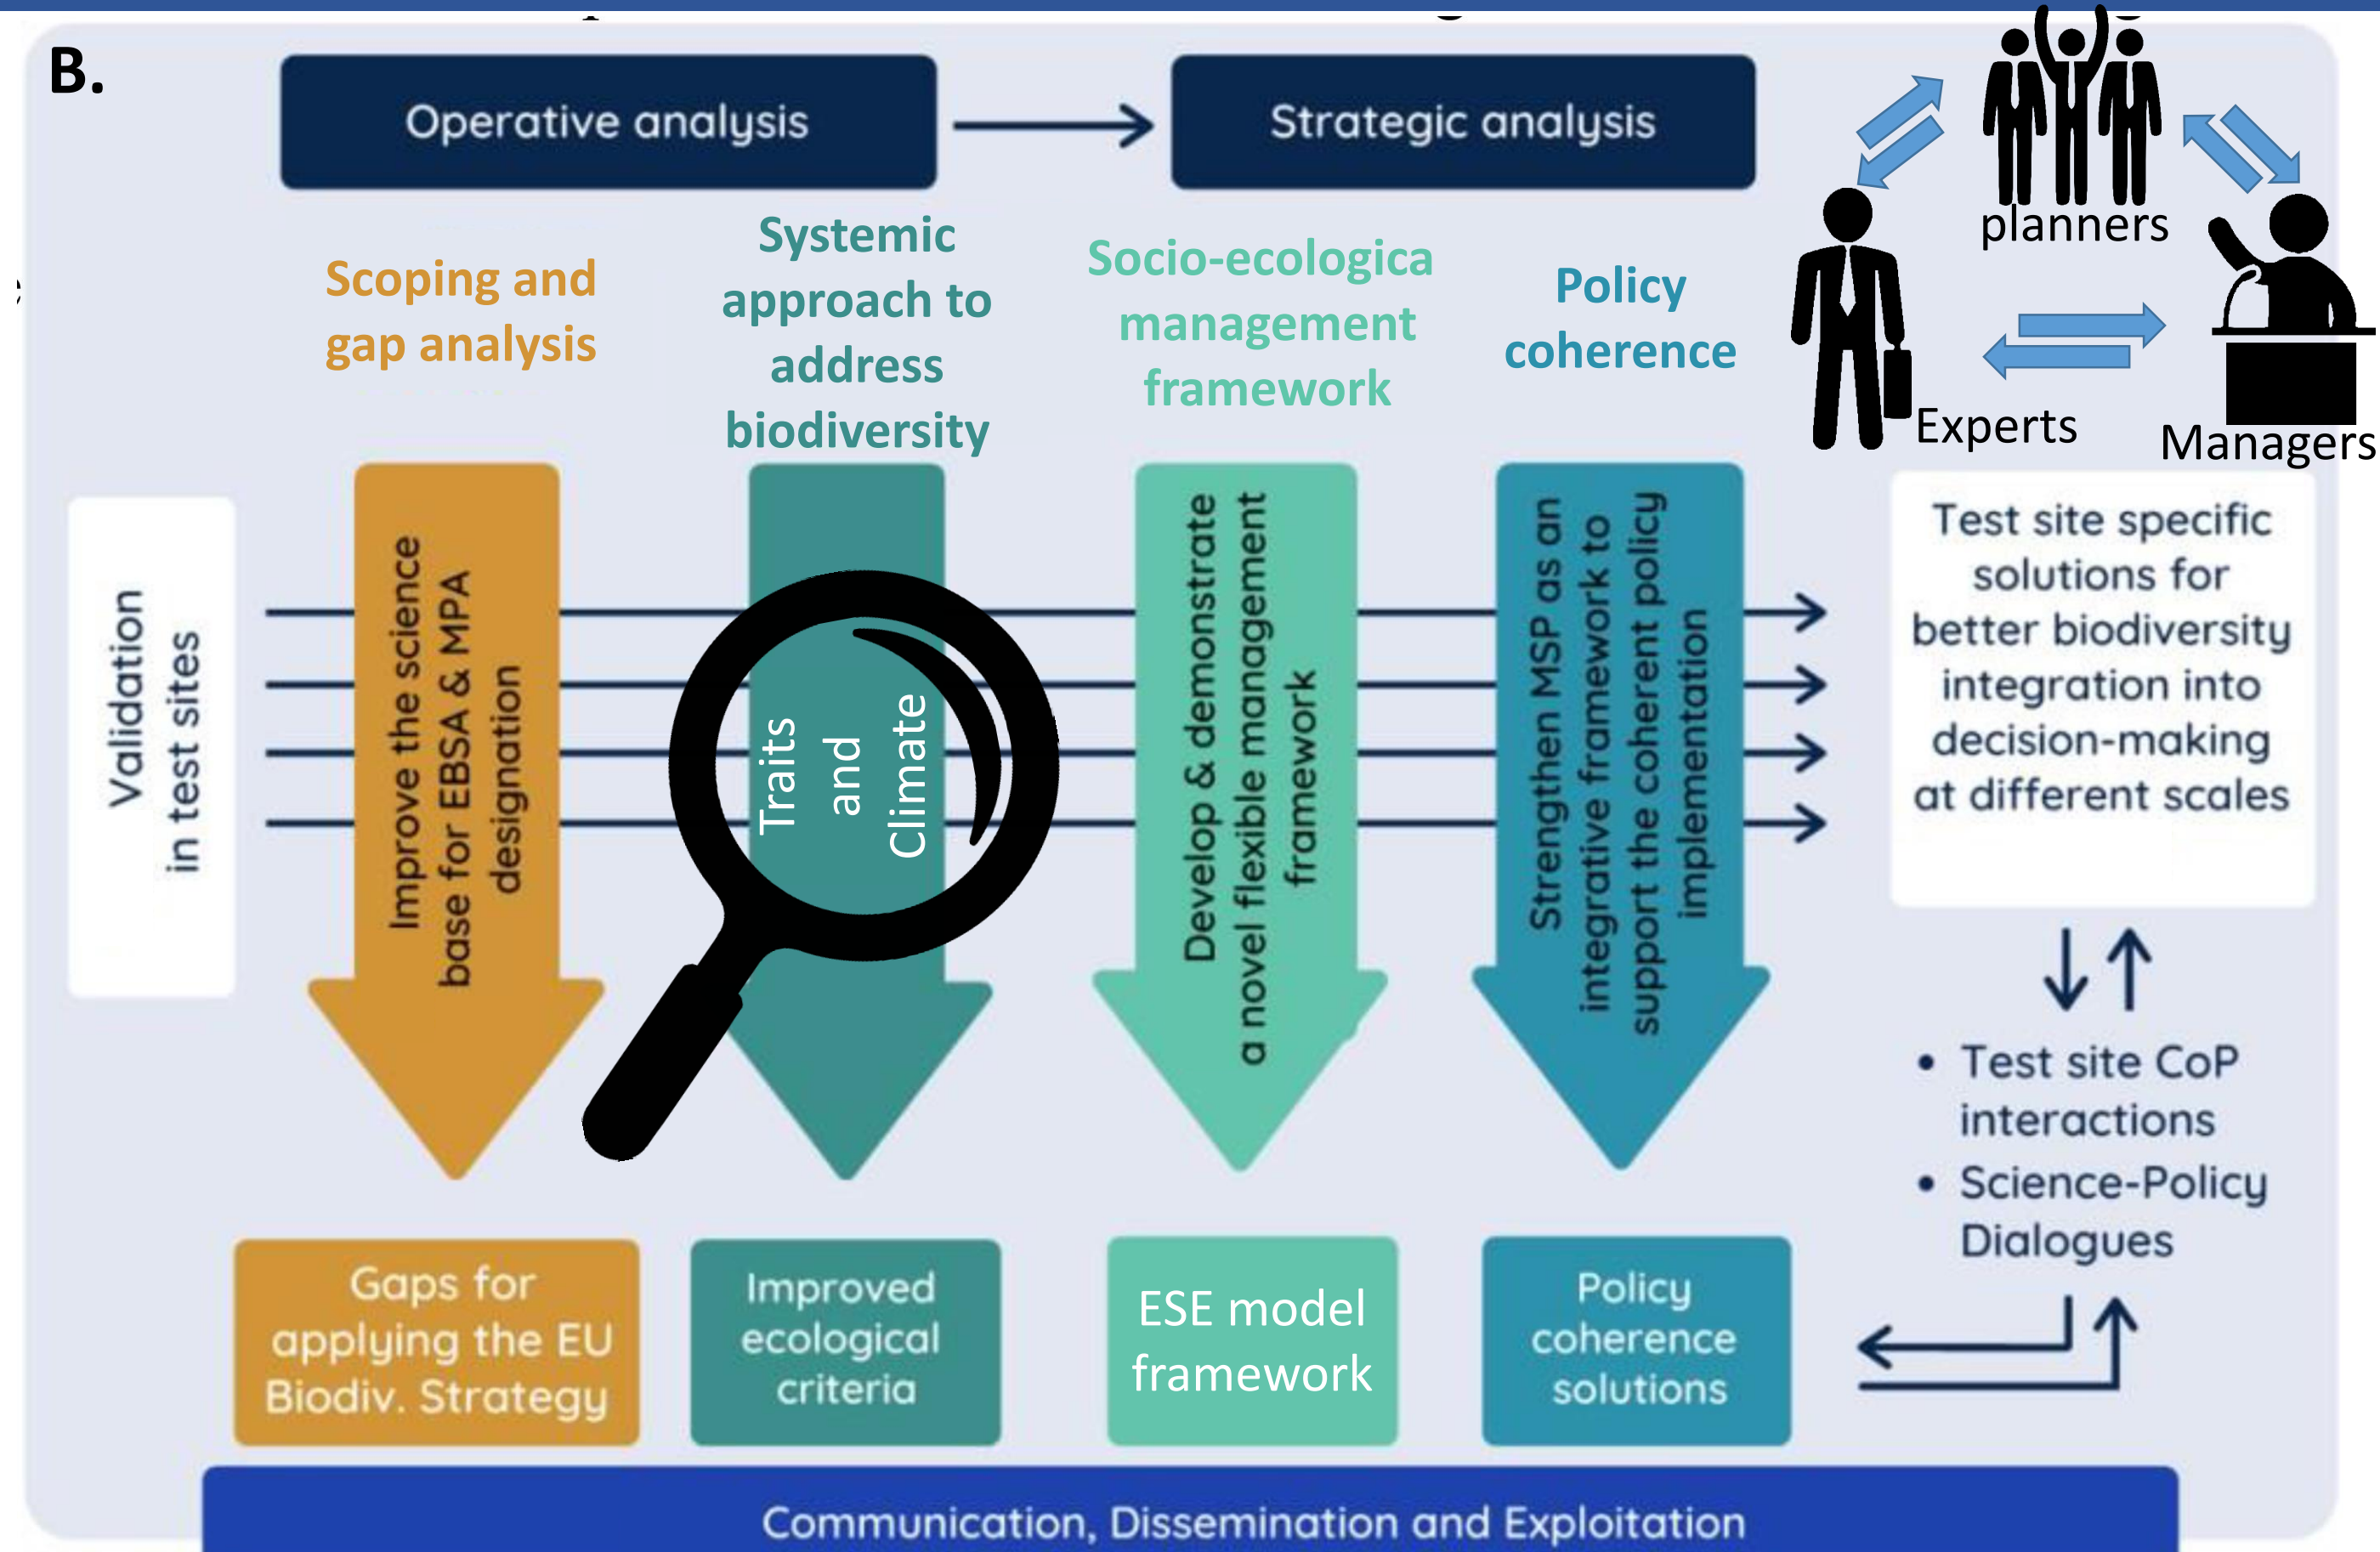 B.
Operative analysis
Strategic analysis
planners
Experts
Managers
Scoping and
gap analysis
Systemic
approach to
address
biodiversity
Socio-ecologica
management
framework
Policy
coherence
Validation
in test sites
Improve the science
base for EBSA & MPA
designation
Traits
and
Climate
Develop & demonstrate
a novel flexible management
framework
Strengthen MSP as an
integrative framework to
support the coherent policy
implementation
Test site specific
solutions for
better biodiversity
integration into
decision-making
at different scales
• Test site CoP
interactions
• Science-Policy
Dialogues
Gaps for
applying the EU
Biodiv. Strategy
Improved
ecological
criteria
ESE model
framework
Policy
coherence
solutions
Communication, Dissemination and Exploitation